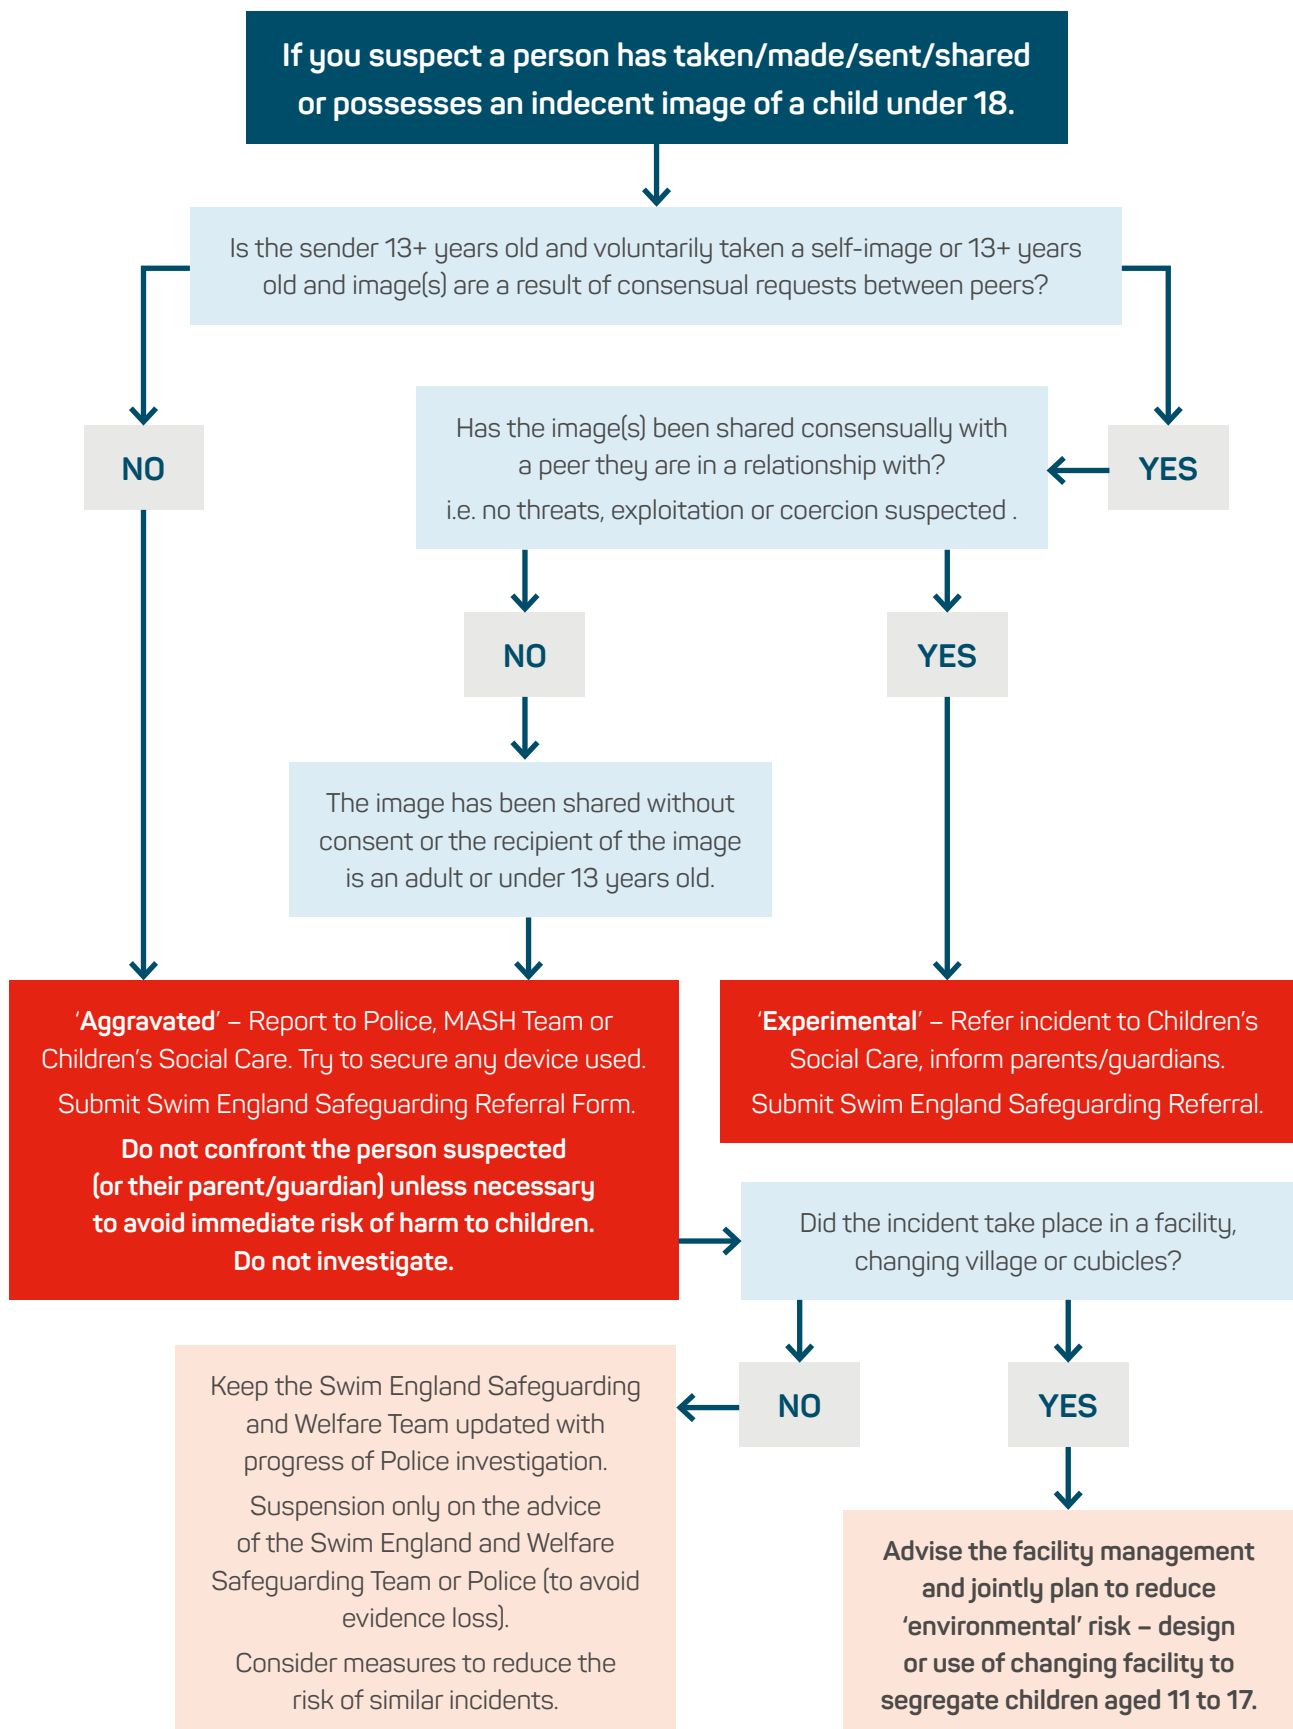 If you suspect a person has taken/made/sent/shared
or possesses an indecent image of a child under 18.
Is the sender 13+ years old and voluntarily taken a self-image or 13+ years
old and image(s) are a result of consensual requests between peers?
NO
YES
Has the image(s) been shared consensually with
a peer they are in a relationship with?
i.e. no threats, exploitation or coercion suspected .
NO
YES
The image has been shared without
consent or the recipient of the image
is an adult or under 13 years old.
‘Aggravated’ – Report to Police, MASH Team or
Children’s Social Care. Try to secure any device used.
Submit Swim England Safeguarding Referral Form.
Do not confront the person suspected
(or their parent/guardian) unless necessary
to avoid immediate risk of harm to children.
Do not investigate.
‘Experimental’ – Refer incident to Children’s
Social Care, inform parents/guardians.
Submit Swim England Safeguarding Referral.
Did the incident take place in a facility,
changing village or cubicles?
NO
YES
Keep the Swim England Safeguarding
and Welfare Team updated with
progress of Police investigation.
Suspension only on the advice
of the Swim England and Welfare
Safeguarding Team or Police (to avoid
evidence loss).
Consider measures to reduce the
risk of similar incidents.
Advise the facility management
and jointly plan to reduce
‘environmental’ risk – design
or use of changing facility to
segregate children aged 11 to 17.